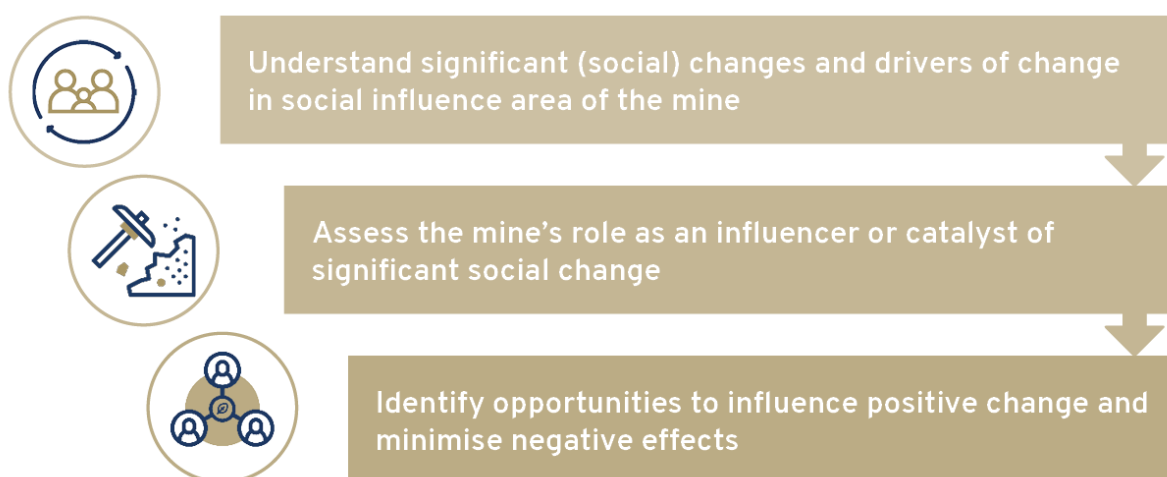 Understand significant (social) changes and drivers of change
in social influence area of the mine
Assess the mine's role as an influencer or catalyst of
significant social change
Identify opportunities to influence positive change and
minimise negative effects